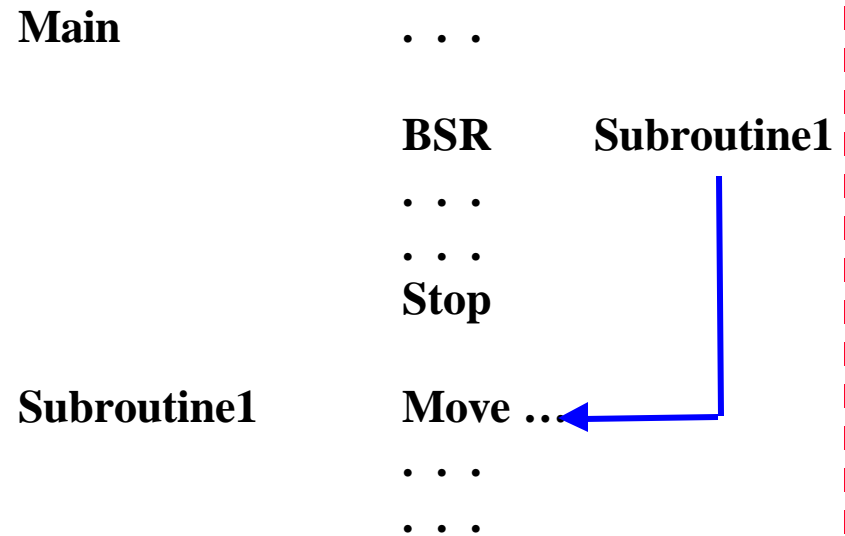 Main . . .
BSR Subroutine1
. . .
. . .
Stop
Subroutine1 Move …
. . .
. . .